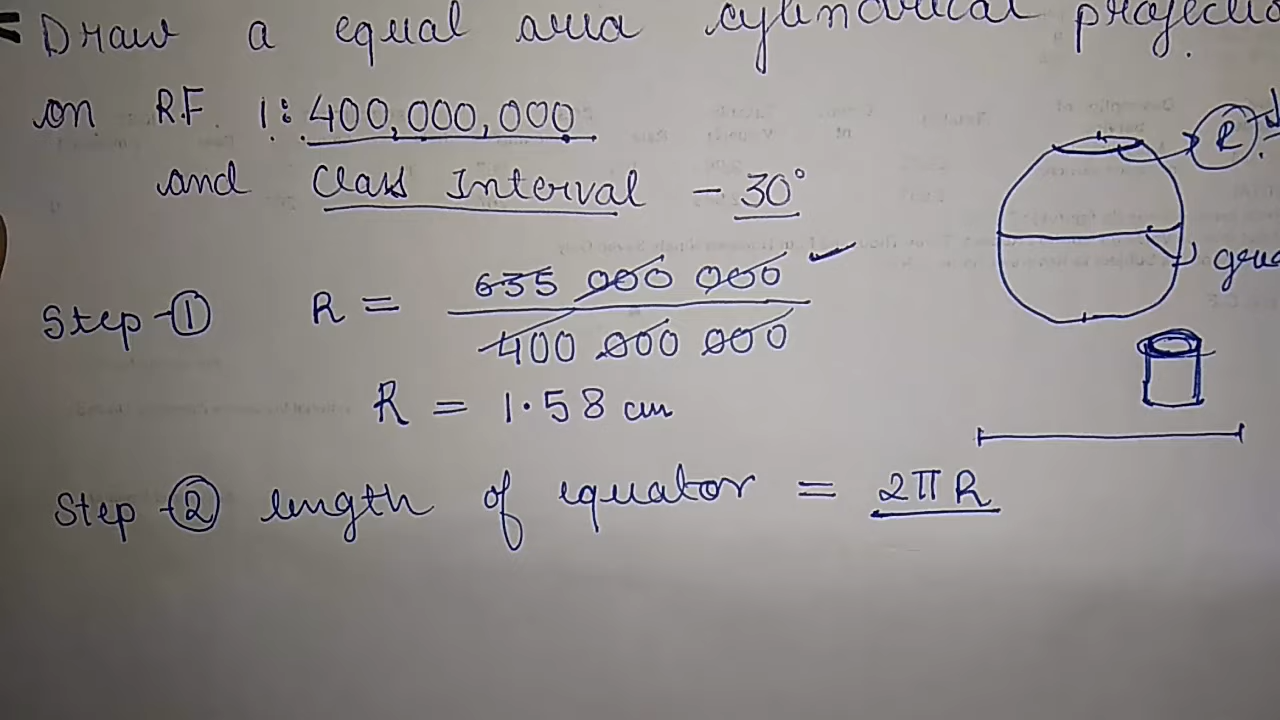 Draw a equal area cylindrical projectio
on R.F. 1:400,000,000
and Class Interval - 30°
R
Step-① R = 635 000 000
400 000 000
R = 1.58 cm
Step-② length of equator = 2πR